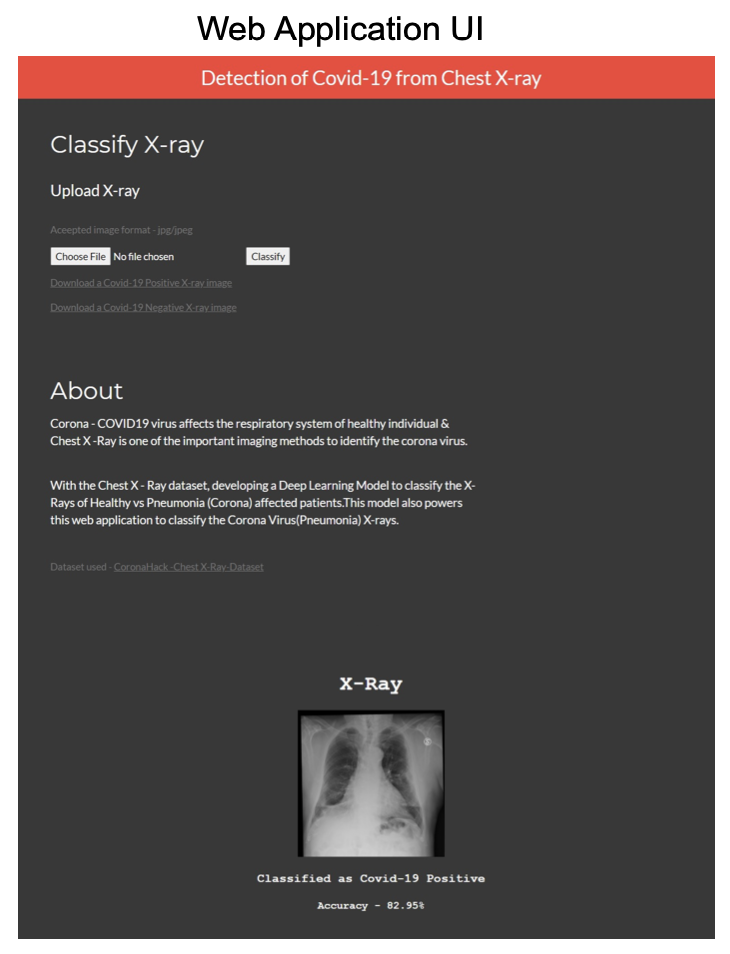 Web Application UI
Detection of Covid-19 from Chest X-ray
Classify X-ray
Upload X-ray
Aceepted image format - jpg/jpeg
Choose File No file chosen Classify
Download a Covid-19 Positive X-ray image
Download a Covid-19 Negative X-ray image
About
Corona - COVID19 virus affects the respiratory system of healthy individual &
Chest X -Ray is one of the important imaging methods to identify the corona virus.
With the Chest X - Ray dataset, developing a Deep Learning Model to classify the X-
Rays of Healthy vs Pneumonia (Corona) affected patients.This model also powers
this web application to classify the Corona Virus(Pneumonia) X-rays.
Dataset used - CoronaHack -Chest X-Ray-Dataset
X-Ray
Classified as Covid-19 Positive
Accuracy - 82.95%